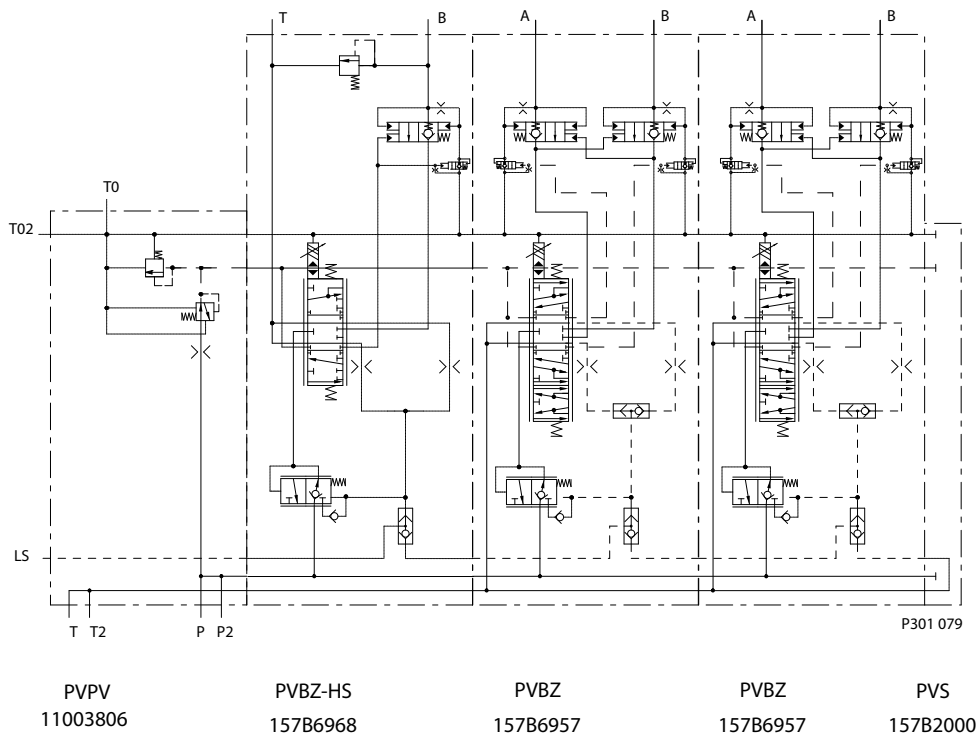 T B A B A B
T0
T02
LS
T T2 P P2
P301 079
PVPV PVBZ-HS PVBZ PVBZ PVS
11003806 157B6968 157B6957 157B6957 157B2000